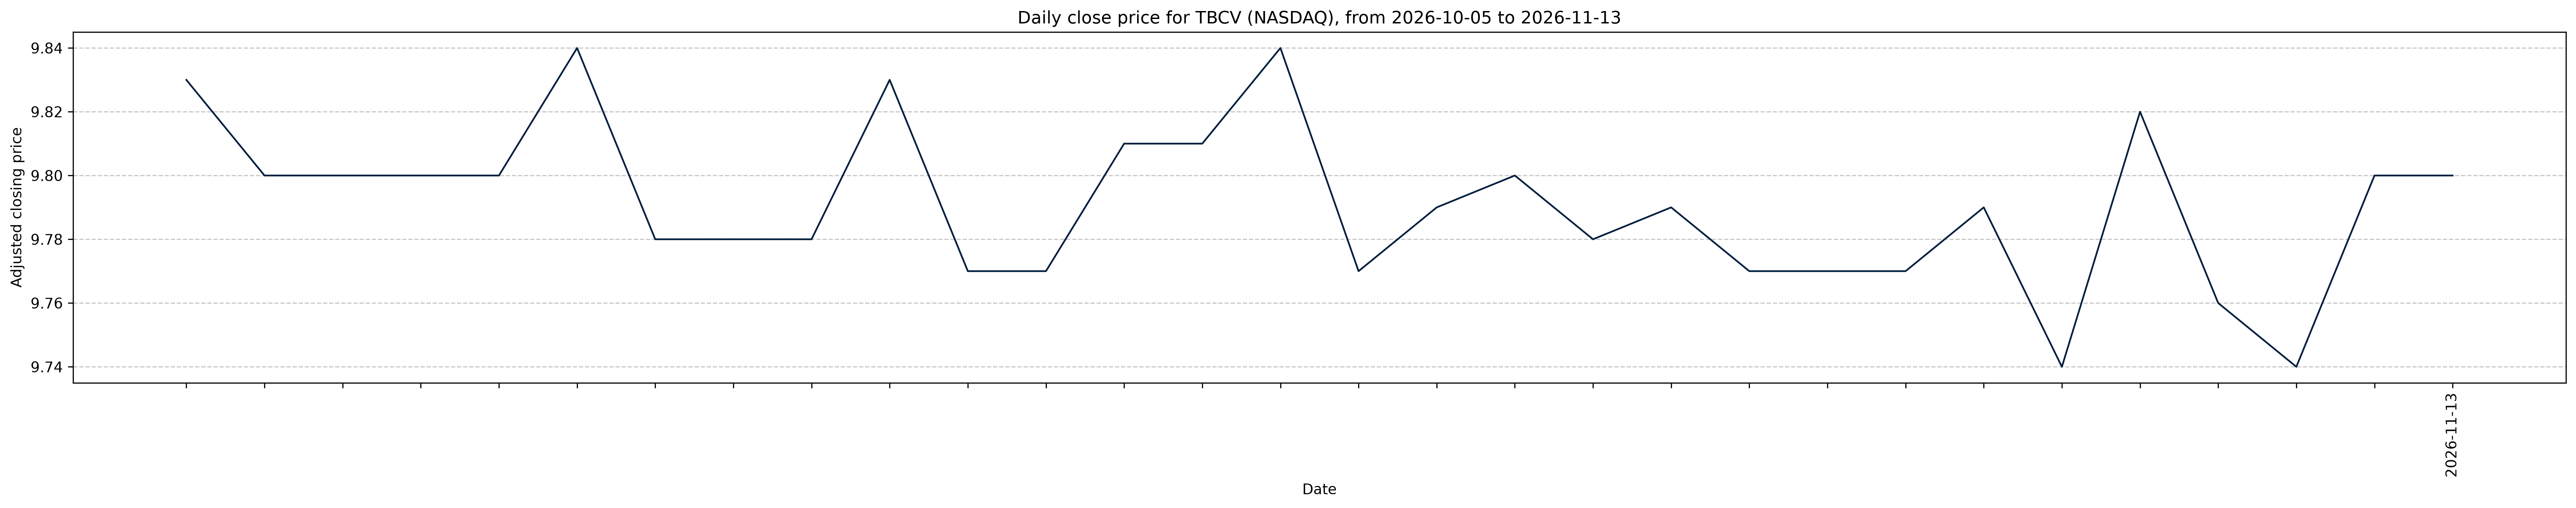 Daily close price for TBCV (NASDAQ), from 2026-10-05 to 2026-11-13
Adjusted closing price
9.84
9.82
9.80
9.78
9.76
9.74
2026-11-13
Date